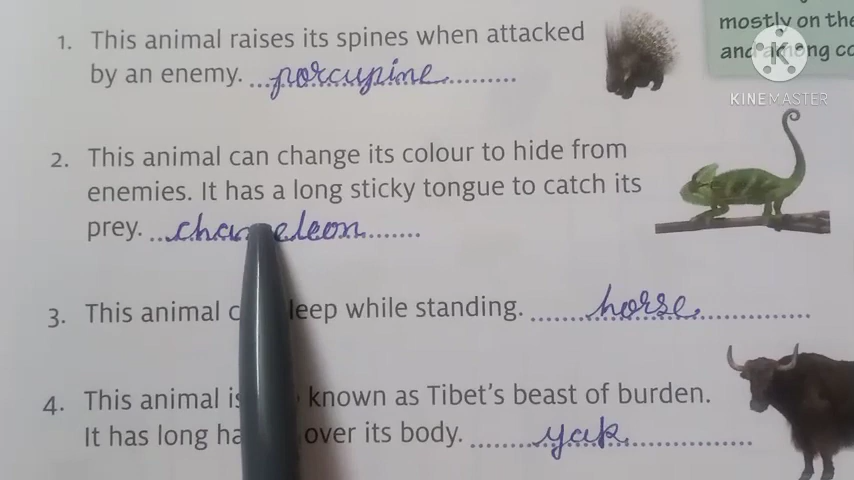 1. This animal raises its spines when attacked
by an enemy. ...porcupine..........
mostly on the
and among co
KINEMASTER
2. This animal can change its colour to hide from
enemies. It has a long sticky tongue to catch its
prey. ...chameleon.......
3. This animal c leep while standing. ......horse..............
4. This animal is known as Tibet's beast of burden.
It has long ha over its body. ........yak................